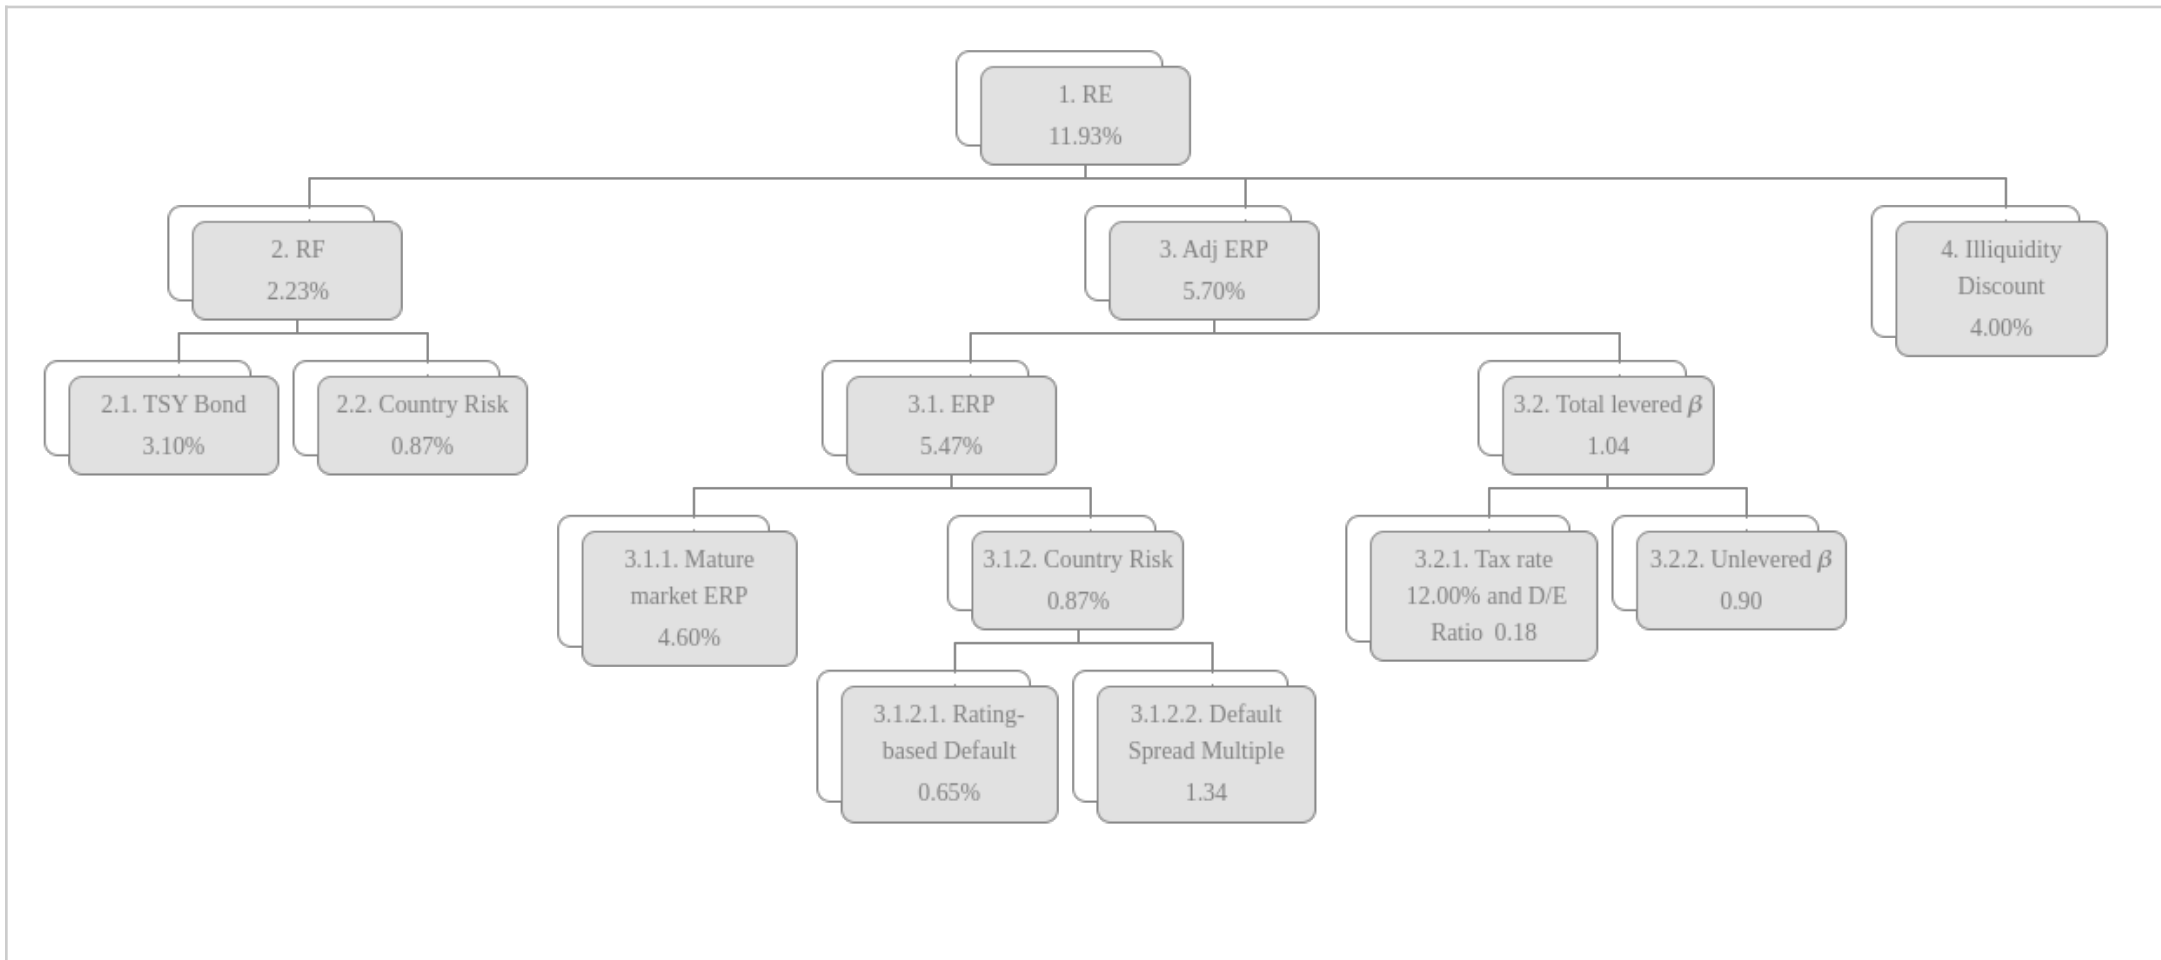 1. RE
11.93%
2. RF
2.23%
3. Adj ERP
5.70%
4. Illiquidity
Discount
4.00%
2.1. TSY Bond
3.10%
2.2. Country Risk
0.87%
3.1. ERP
5.47%
3.2. Total levered β
1.04
3.1.1. Mature
market ERP
4.60%
3.1.2. Country Risk
0.87%
3.2.1. Tax rate
12.00% and D/E
Ratio 0.18
3.2.2. Unlevered β
0.90
3.1.2.1. Rating-
based Default
0.65%
3.1.2.2. Default
Spread Multiple
1.34